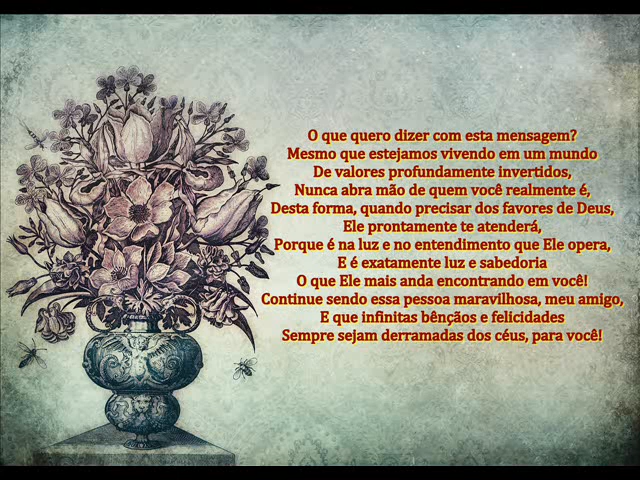 O que quero dizer com esta mensagem?
Mesmo que estejamos vivendo em um mundo
De valores profundamente invertidos,
Nunca abra mão de quem você realmente é,
Desta forma, quando precisar dos favores de Deus,
Ele prontamente te atenderá,
Porque é na luz e no entendimento que Ele opera,
E é exatamente luz e sabedoria
O que Ele mais anda encontrando em você!
Continue sendo essa pessoa maravilhosa, meu amigo,
E que infinitas bênçãos e felicidades
Sempre sejam derramadas dos céus, para você!